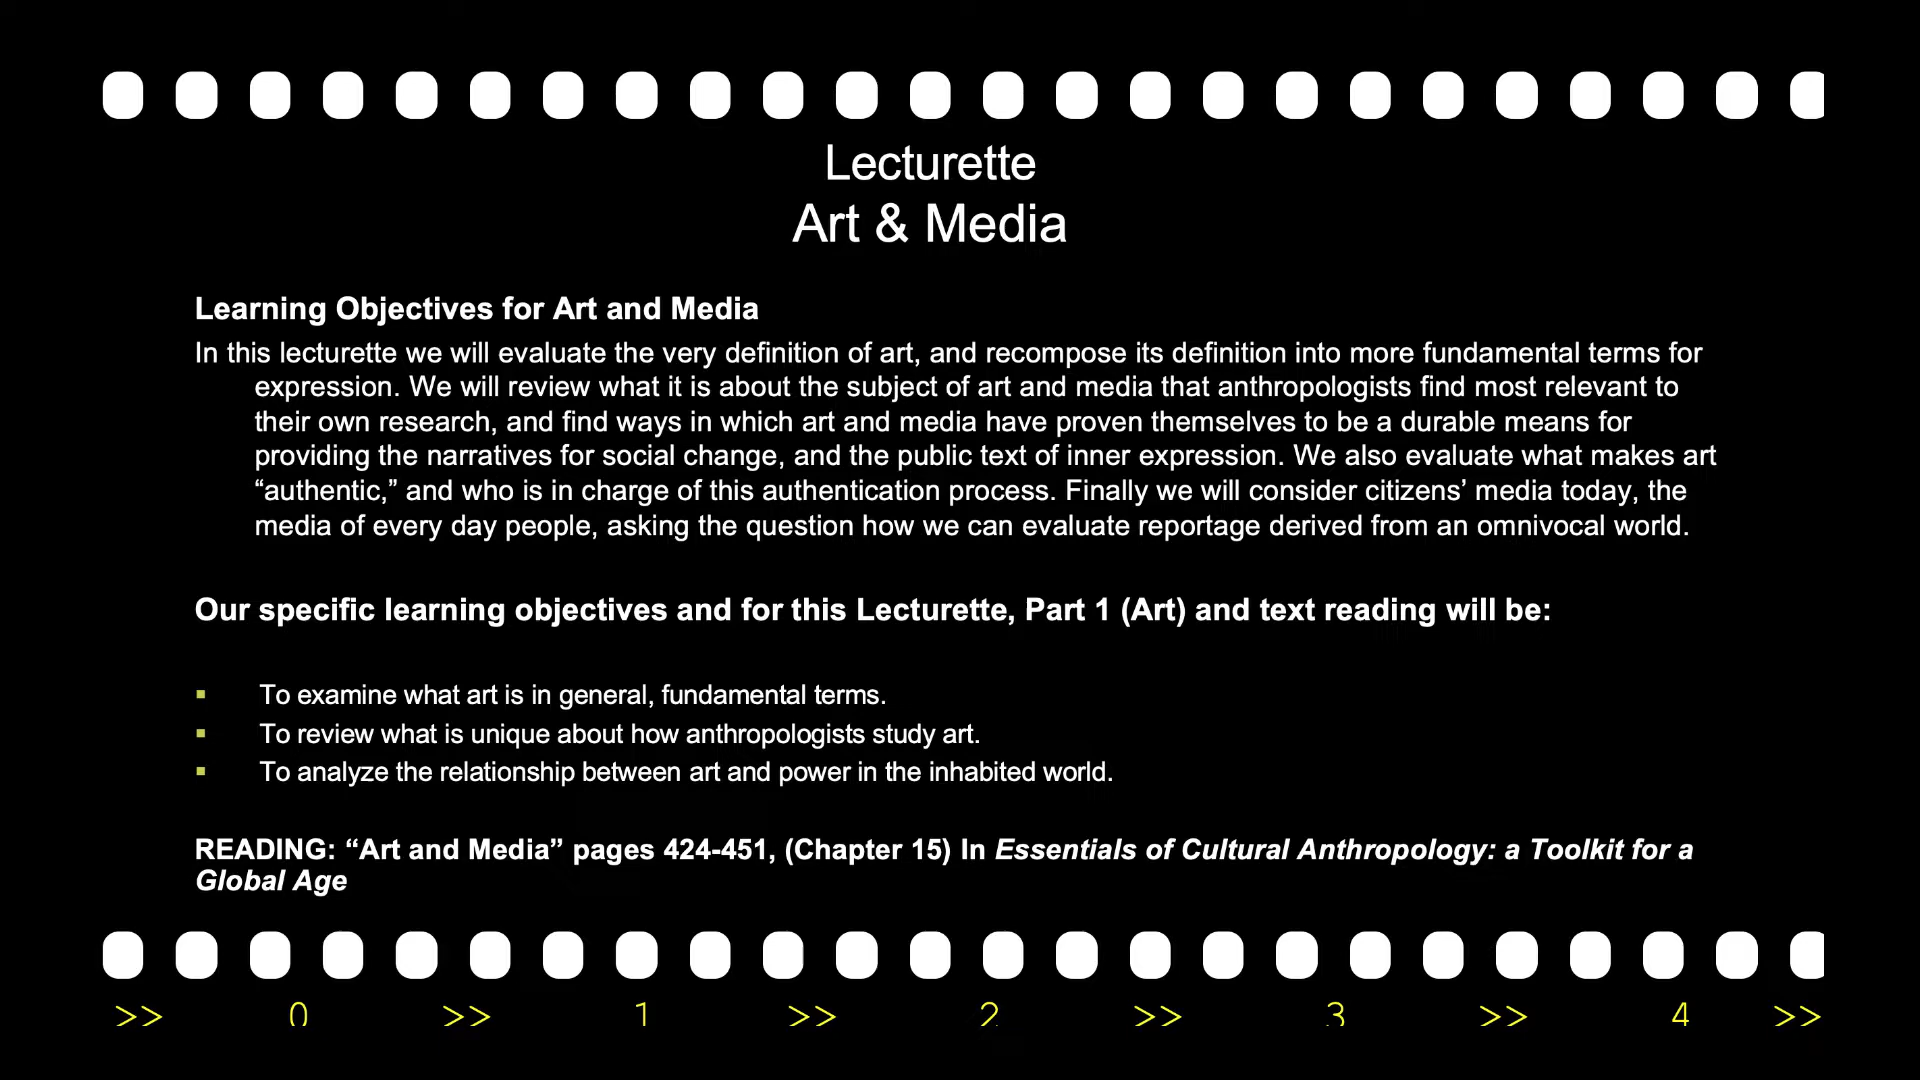 Lecturette
Art & Media
Learning Objectives for Art and Media
In this lecturette we will evaluate the very definition of art, and recompose its definition into more fundamental terms for
expression. We will review what it is about the subject of art and media that anthropologists find most relevant to
their own research, and find ways in which art and media have proven themselves to be a durable means for
providing the narratives for social change, and the public text of inner expression. We also evaluate what makes art
“authentic,” and who is in charge of this authentication process. Finally we will consider citizens’ media today, the
media of every day people, asking the question how we can evaluate reportage derived from an omnivocal world.
Our specific learning objectives and for this Lecturette, Part 1 (Art) and text reading will be:
▪ To examine what art is in general, fundamental terms.
▪ To review what is unique about how anthropologists study art.
▪ To analyze the relationship between art and power in the inhabited world.
READING: “Art and Media” pages 424-451, (Chapter 15) In Essentials of Cultural Anthropology: a Toolkit for a
Global Age
>> 0 >> 1 >> 2 >> 3 >> 4 >>